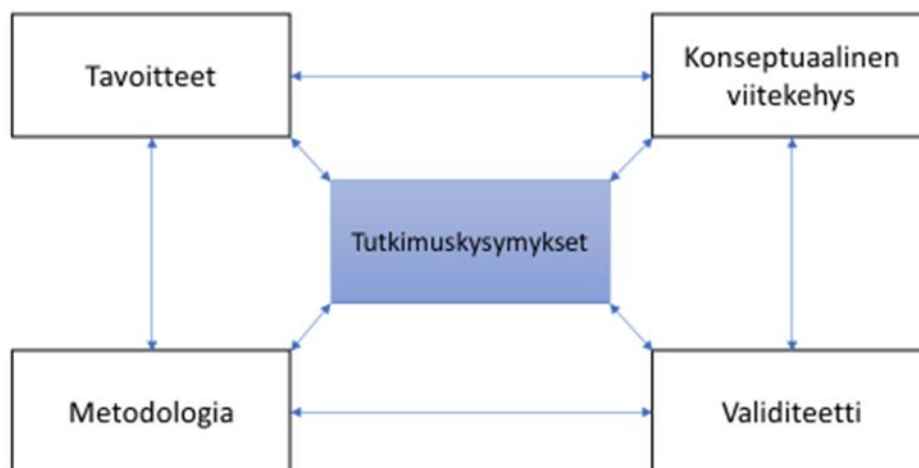 Tavoitteet
Konseptuaalinen
viitekehys
Tutkimuskysymykset
Metodologia
Validiteetti